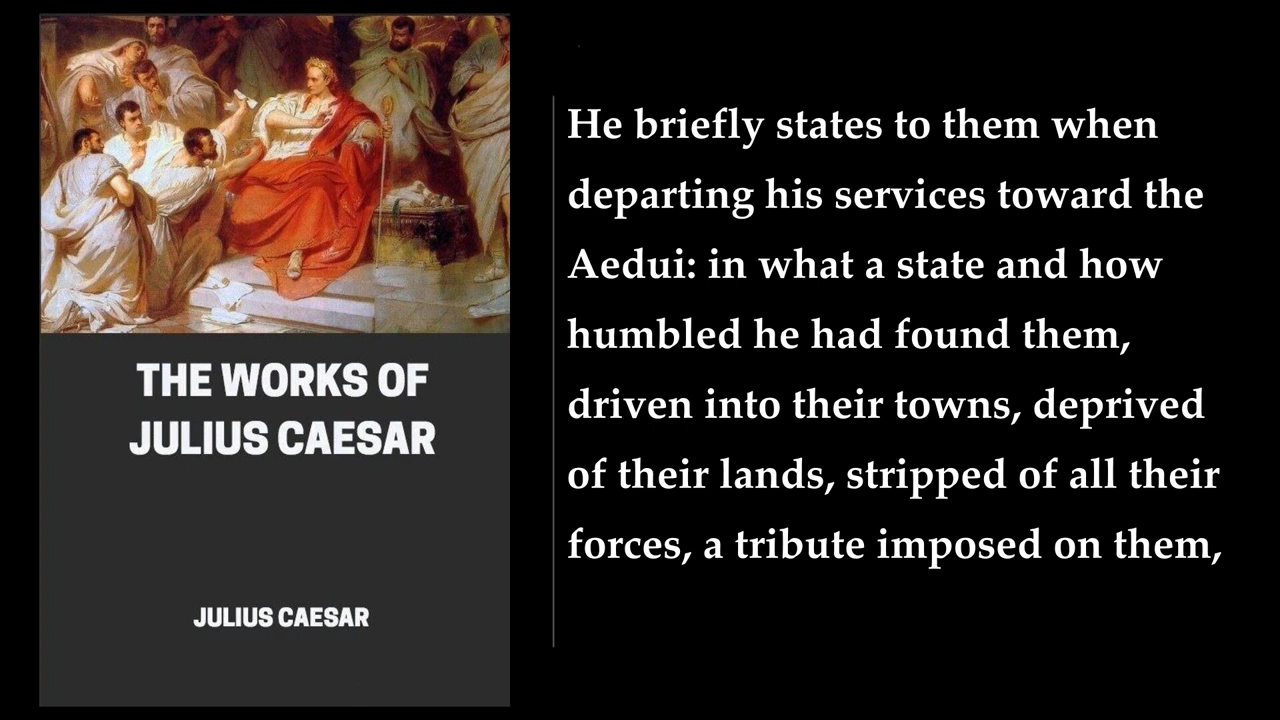 THE WORKS OF
JULIUS CAESAR
JULIUS CAESAR
He briefly states to them when
departing his services toward the
Aedui: in what a state and how
humbled he had found them,
driven into their towns, deprived
of their lands, stripped of all their
forces, a tribute imposed on them,